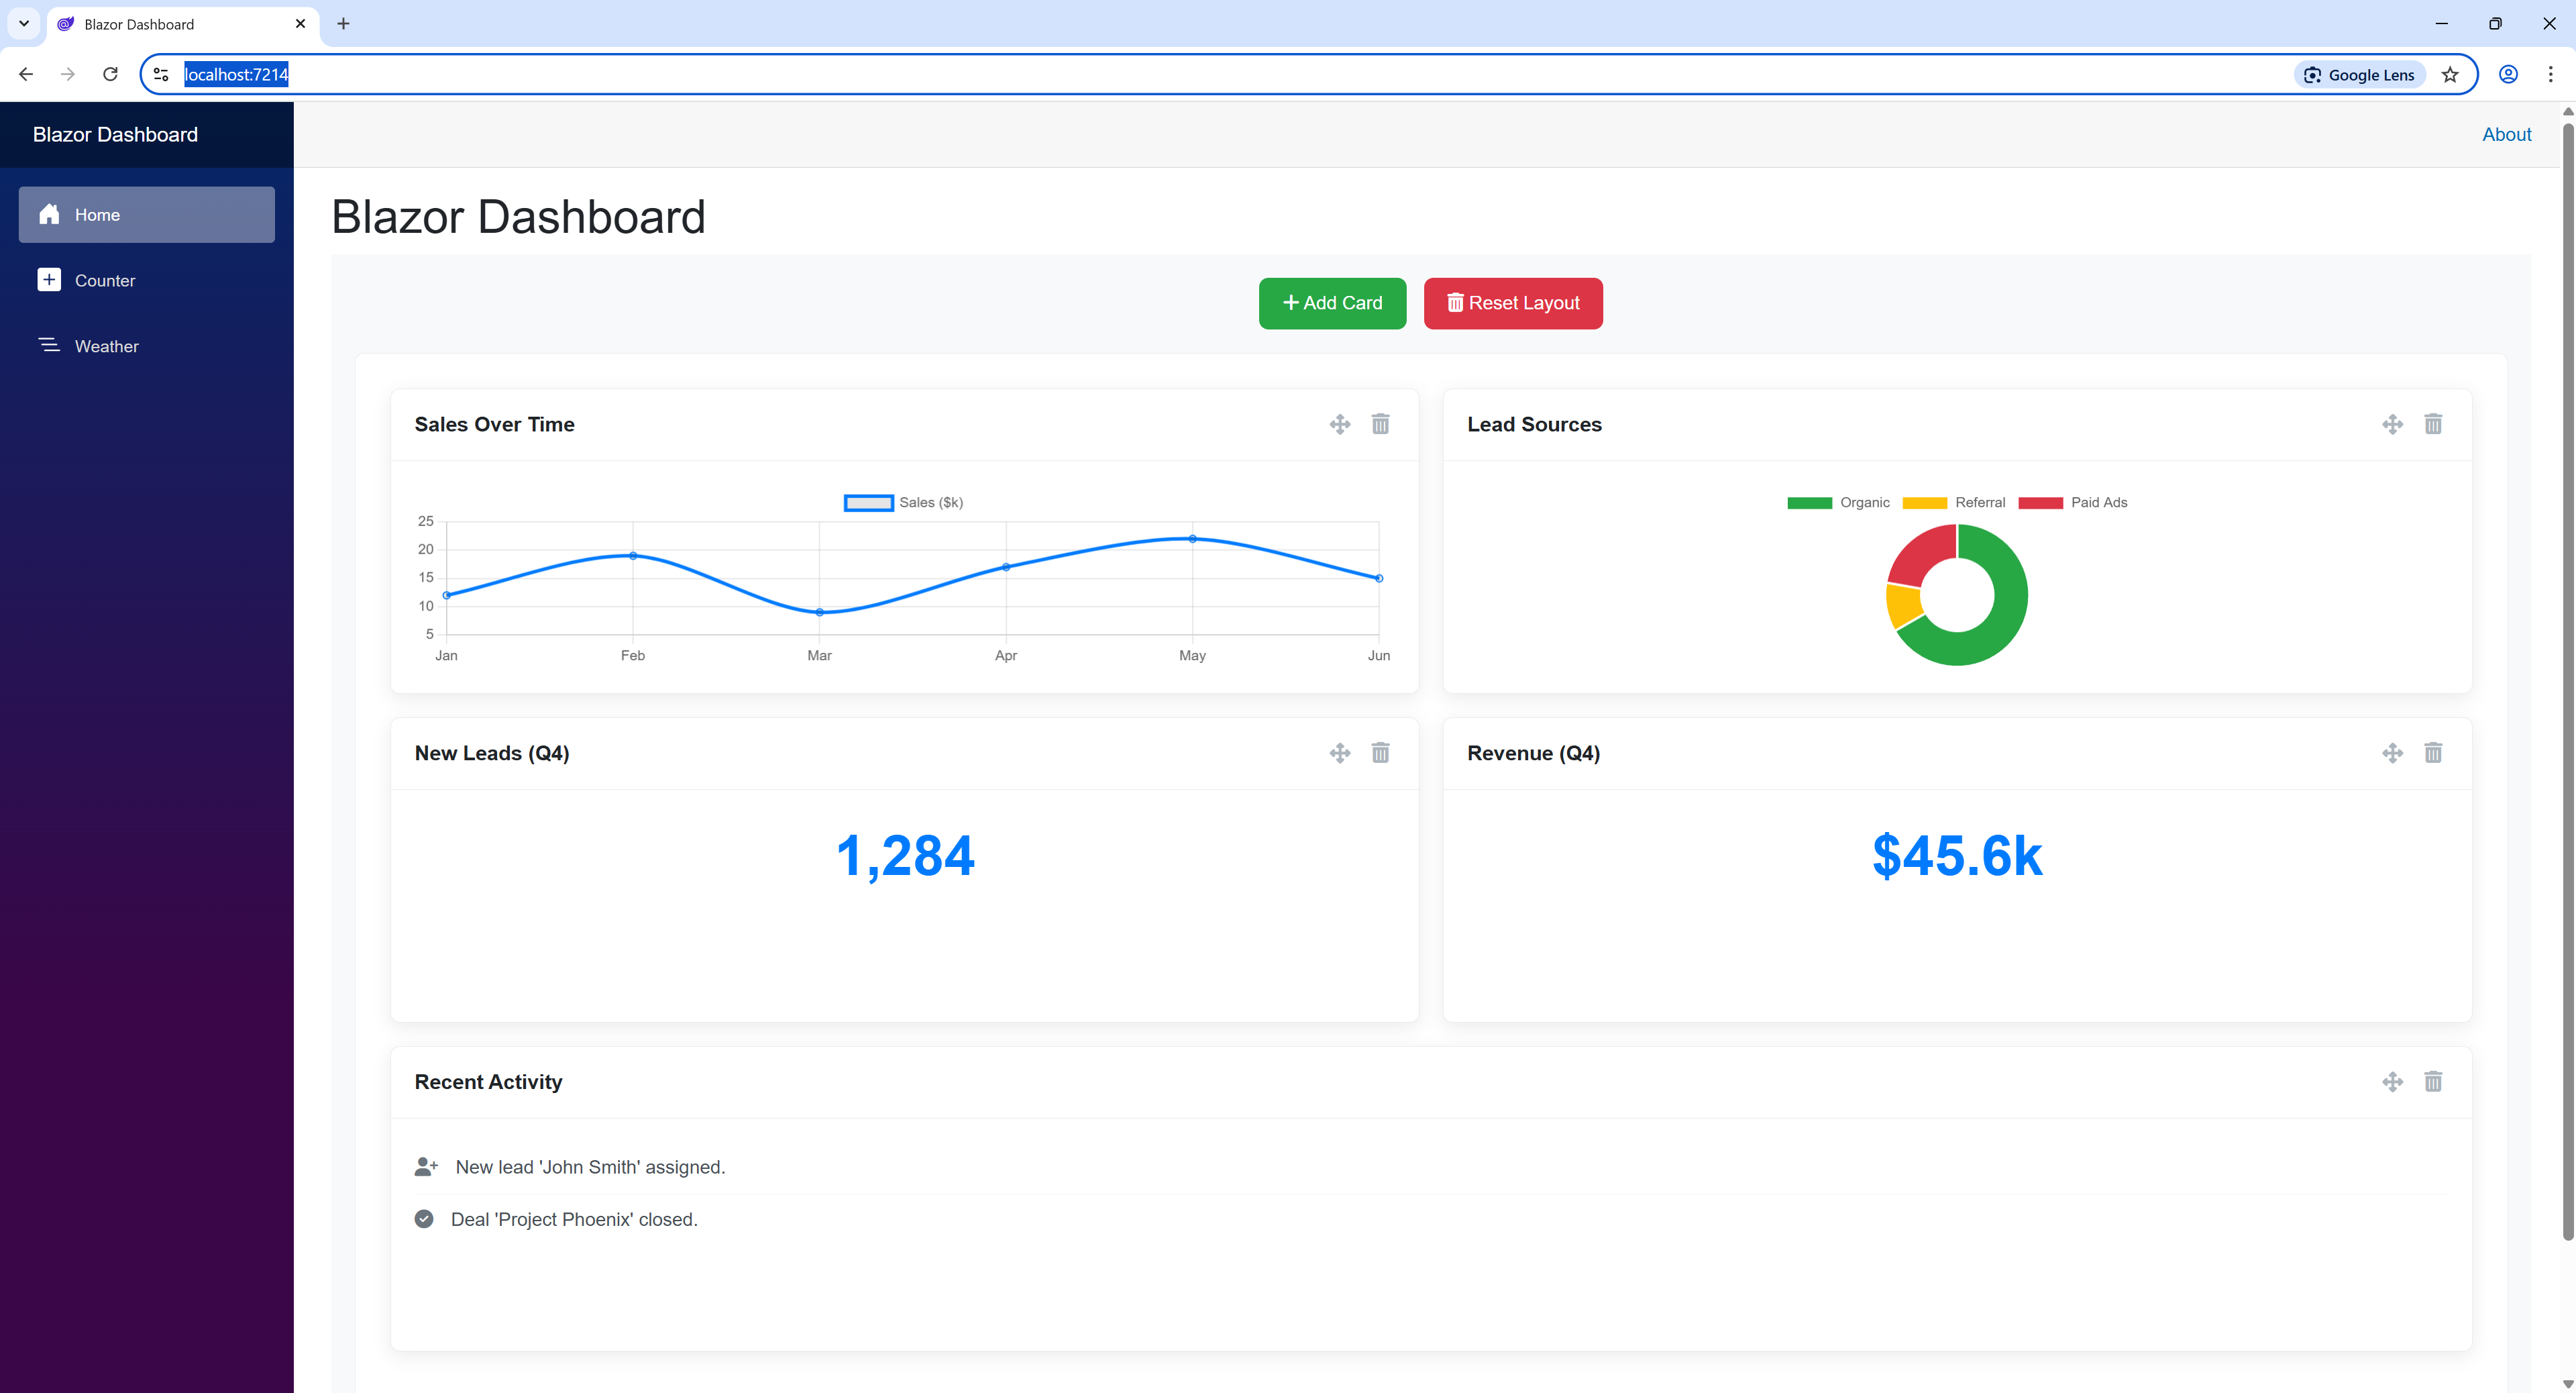 Blazor Dashboard
localhost:7214
Google Lens
Blazor Dashboard
About
Home
Counter
Weather
Blazor Dashboard
Add Card
Reset Layout
Sales Over Time
Sales ($k)
25
20
15
10
5
Jan Feb Mar Apr May Jun
Lead Sources
Organic Referral Paid Ads
New Leads (Q4)
1,284
Revenue (Q4)
$45.6k
Recent Activity
New lead 'John Smith' assigned.
Deal 'Project Phoenix' closed.